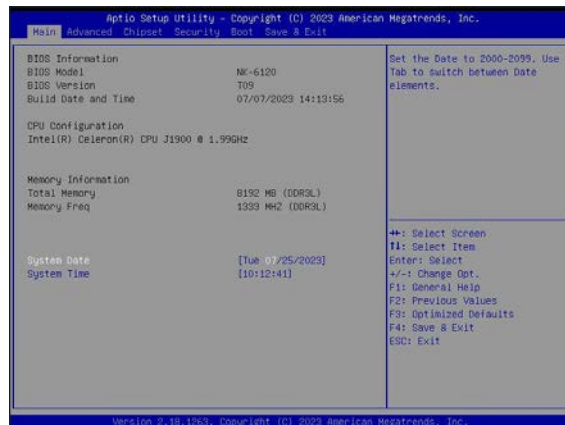 Aptio Setup Utility – Copyright (C) 2023 American Megatrends, Inc.
Main Advanced Chipset Security Boot Save & Exit
BIOS Information
BIOS Model NK-6120
BIOS Version T09
Build Date and Time 07/07/2023 14:13:56
CPU Configuration
Intel(R) Celeron(R) CPU J1900 @ 1.99GHz
Memory Information
Total Memory 8192 MB (DDR3L)
Memory Freq 1333 MHZ (DDR3L)
System Date [Tue 07/25/2023]
System Time [10:12:41]
Set the Date to 2000-2099. Use
Tab to switch between Date
elements.
→←: Select Screen
↑↓: Select Item
Enter: Select
+/-: Change Opt.
F1: General Help
F2: Previous Values
F3: Optimized Defaults
F4: Save & Exit
ESC: Exit
Version 2.18.1263. Copyright (C) 2023 American Megatrends, Inc.